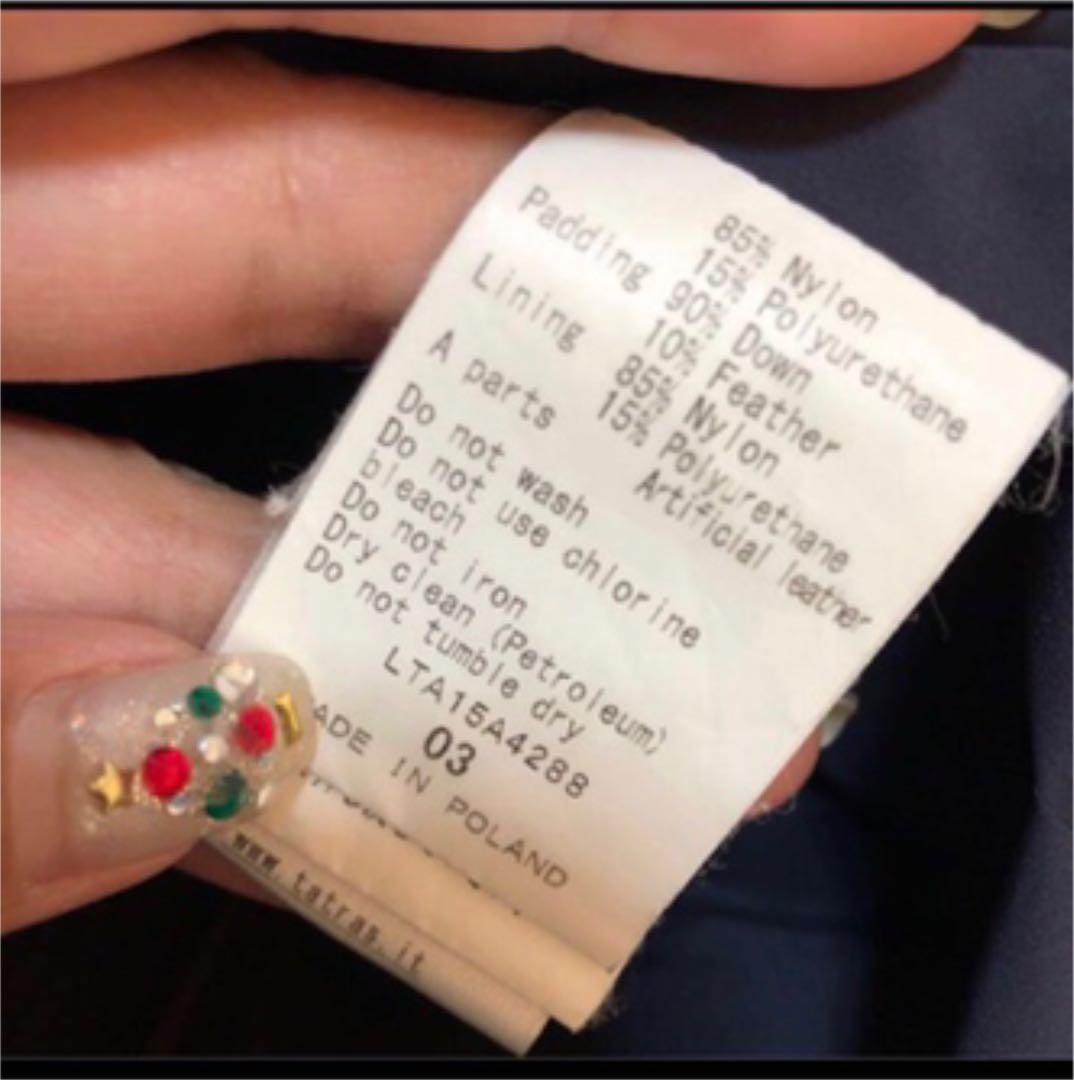 85% Nylon
15% Polyurethane
Padding 90% Down
10% Feather
Lining 85% Nylon
15% Polyurethane
A parts Artificial leather
Do not wash
Do not use chlorine
bleach
Do not iron
Dry clean (Petroleum)
Do not tumble dry
LTA15A4288
03
ADE IN POLAND
www.tatras.it